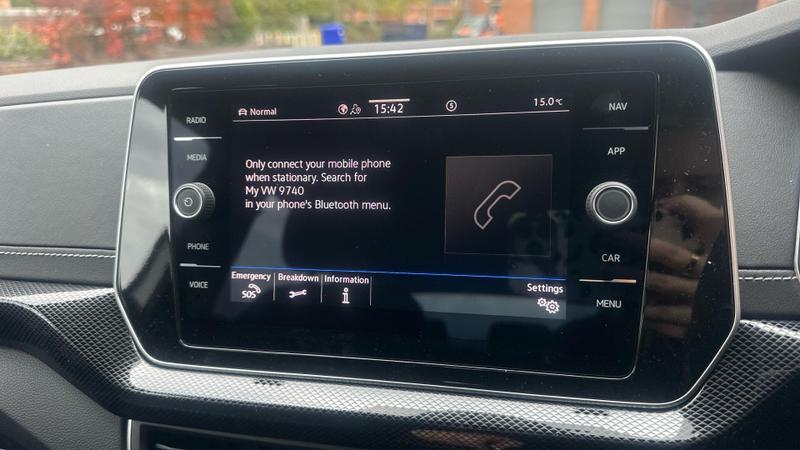 RADIO
MEDIA
PHONE
VOICE
Normal
15:42
5
15.0°C
Only connect your mobile phone
when stationary. Search for
My VW 9740
in your phone's Bluetooth menu.
Emergency
SOS
Breakdown
Information
i
Settings
NAV
APP
CAR
MENU